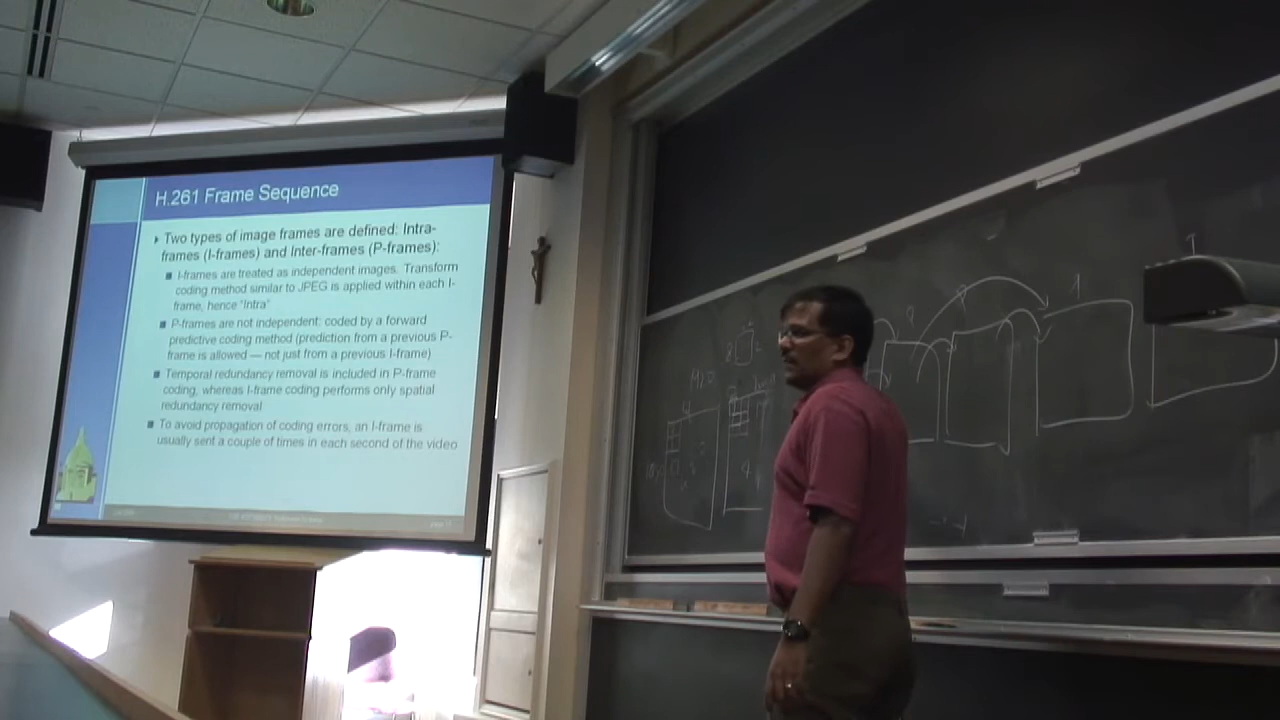 H.261 Frame Sequence
Two types of image frames are defined: Intra-
frames (I-frames) and Inter-frames (P-frames):
I-frames are treated as independent images. Transform
coding method similar to JPEG is applied within each I-
frame, hence "Intra"
P-frames are not independent: coded by a forward
predictive coding method (prediction from a previous P-
frame is allowed — not just from a previous I-frame)
Temporal redundancy removal is included in P-frame
coding, whereas I-frame coding performs only spatial
redundancy removal
To avoid propagation of coding errors, an I-frame is
usually sent a couple of times in each second of the video